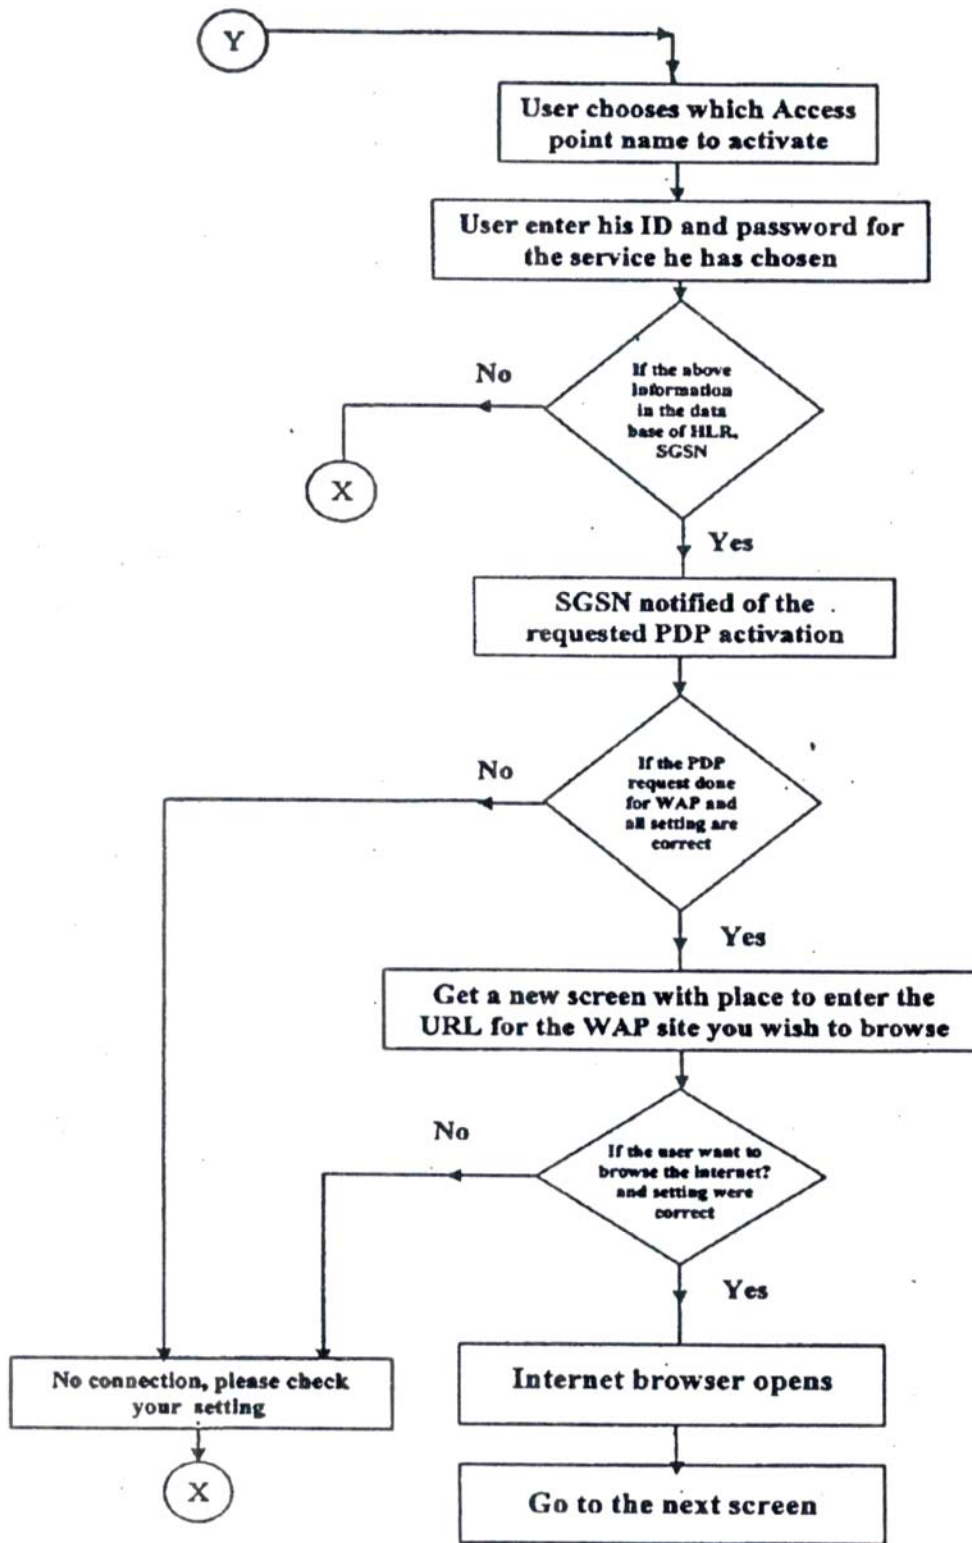 Y
User chooses which Access
point name to activate
User enter his ID and password for
the service he has chosen
No
If the above
Information
in the data
base of HLR,
SGSN
X
Yes
SGSN notified of the
requested PDP activation
No
If the PDP
request done
for WAP and
all setting are
correct
Yes
Get a new screen with place to enter the
URL for the WAP site you wish to browse
No
If the user want to
browse the internet?
and setting were
correct
Yes
No connection, please check
your setting
Internet browser opens
X
Go to the next screen